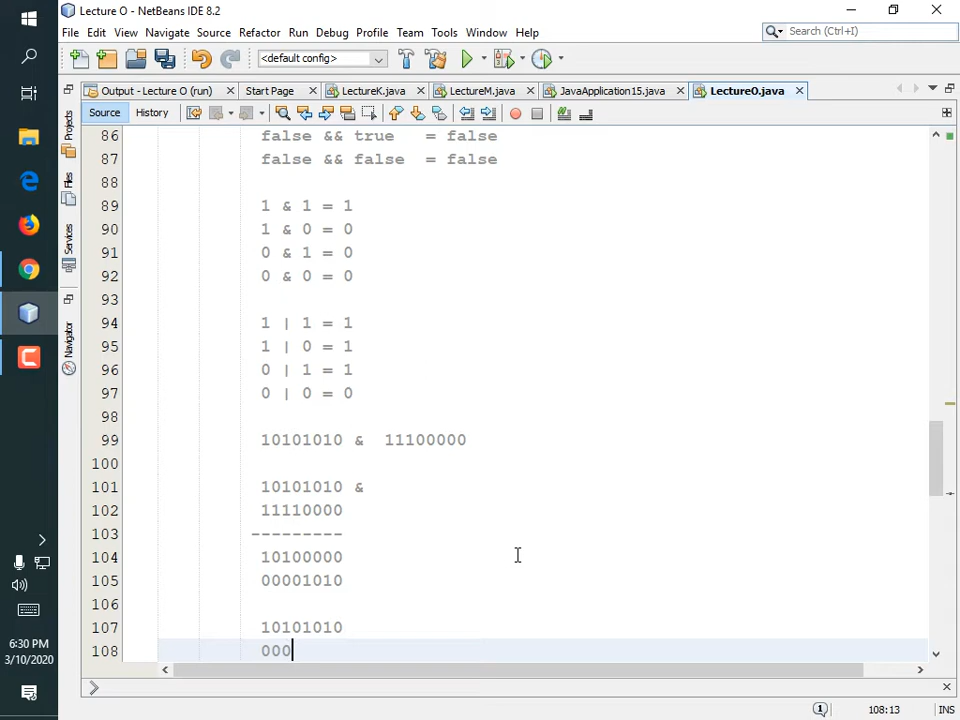 Lecture O - NetBeans IDE 8.2
File Edit View Navigate Source Refactor Run Debug Profile Team Tools Window Help
Search (Ctrl+I)
<default config>
Output - Lecture O (run) Start Page LectureK.java LectureM.java JavaApplication15.java LectureO.java
Source History
Projects
Files
Services
Navigator
86 false && true = false
87 false && false = false
88
89 1 & 1 = 1
90 1 & 0 = 0
91 0 & 1 = 0
92 0 & 0 = 0
93
94 1 | 1 = 1
95 1 | 0 = 1
96 0 | 1 = 1
97 0 | 0 = 0
98
99 10101010 & 11100000
100
101 10101010 &
102 11110000
103 ---------
104 10100000
105 00001010
106
107 10101010
108 000
6:30 PM
3/10/2020
108:13 INS